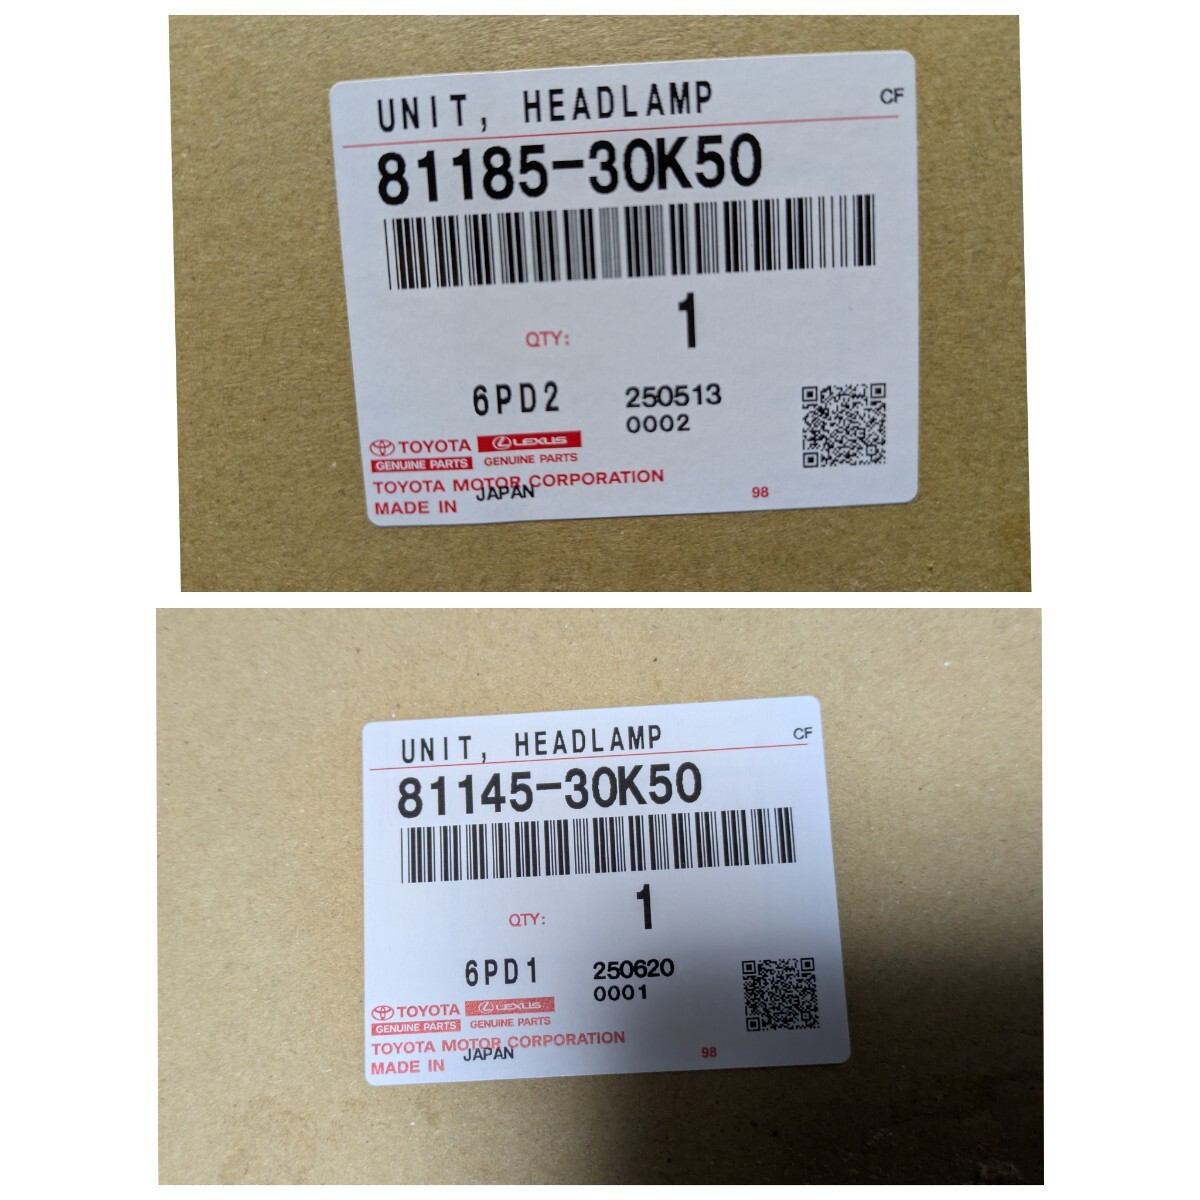 UNIT, HEADLAMP CF
81185-30K50
QTY: 1
6PD2 250513
0002
TOYOTA LEXUS
GENUINE PARTS GENUINE PARTS
TOYOTA MOTOR CORPORATION
MADE IN JAPAN 98
UNIT, HEADLAMP CF
81145-30K50
QTY: 1
6PD1 250620
0001
TOYOTA LEXUS
GENUINE PARTS GENUINE PARTS
TOYOTA MOTOR CORPORATION
MADE IN JAPAN 98